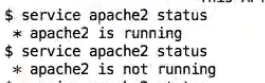 $ service apache2 status
* apache2 is running
$ service apache2 status
* apache2 is not running